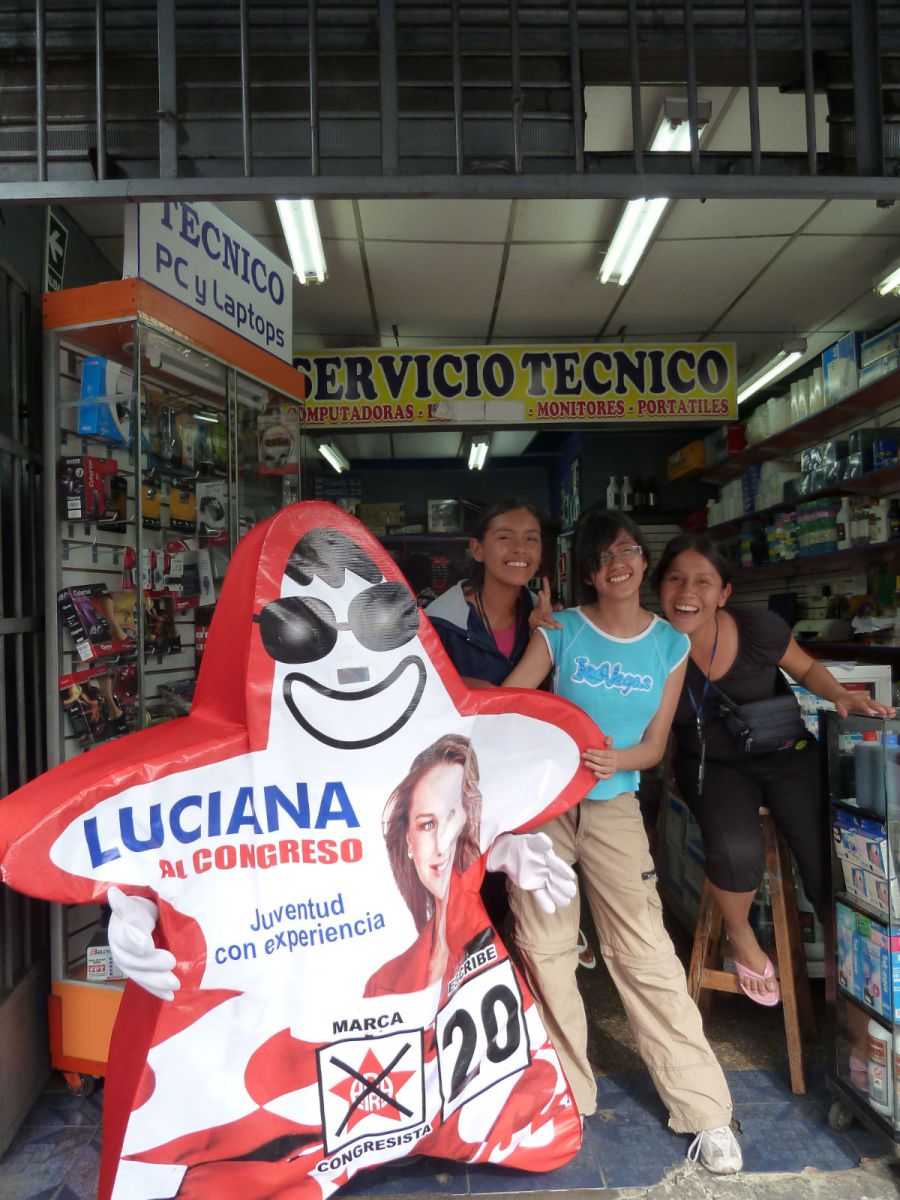 TECNICO
PC y Laptops
SERVICIO TECNICO
COMPUTADORAS - - MONITORES - PORTATILES
Las Vegas
LUCIANA
AL CONGRESO
Juventud
con experiencia
MARCA
APRA
CONGRESISTA
ESCRIBE
20